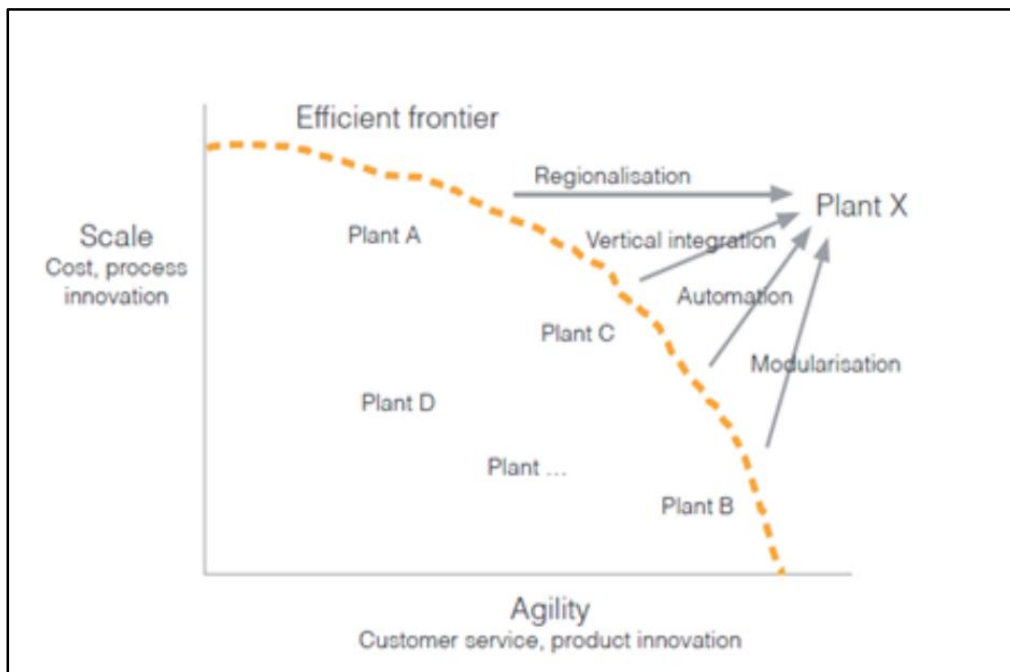 Efficient frontier
Regionalisation
Plant X
Scale
Cost, process
innovation
Plant A
Vertical integration
Automation
Plant C
Modularisation
Plant D
Plant ...
Plant B
Agility
Customer service, product innovation